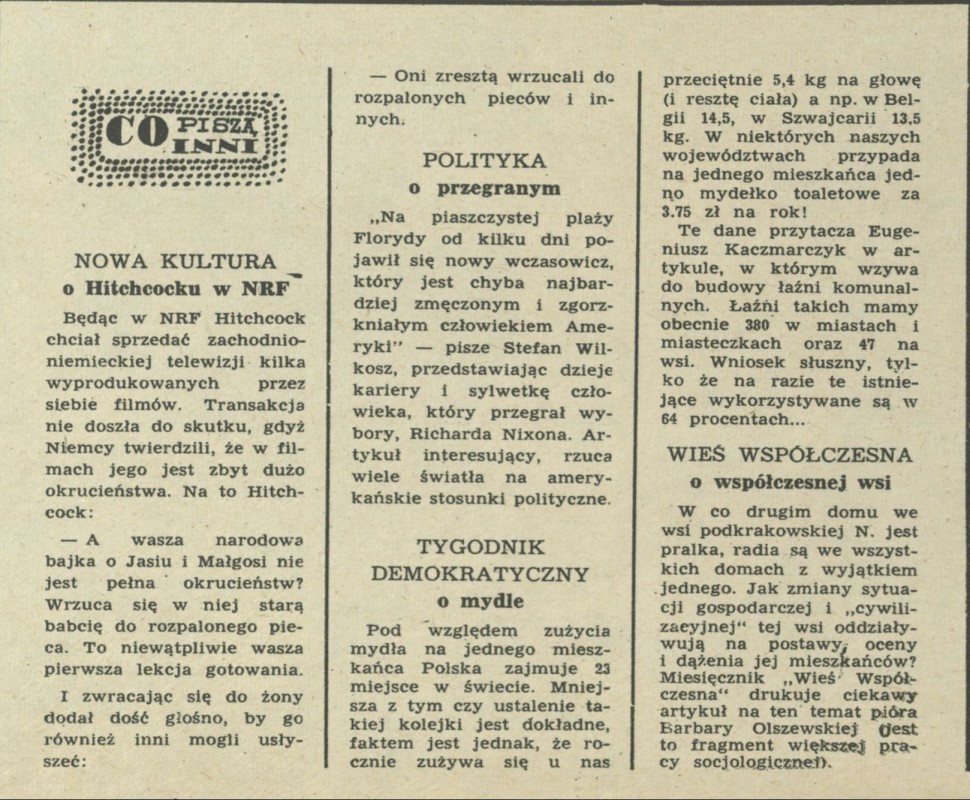 CO PISZĄ
INNI
NOWA KULTURA
o Hitchcocku w NRF
Będąc w NRF Hitchcock
chciał sprzedać zachodnio-
niemieckiej telewizji kilka
wyprodukowanych przez
siebie filmów. Transakcja
nie doszła do skutku, gdyż
Niemcy twierdzili, że w fil-
mach jego jest zbyt dużo
okrucieństwa. Na to Hitch-
cock:
— A wasza narodowa
bajka o Jasiu i Małgosi nie
jest pełna okrucieństw?
Wrzuca się w niej starą
babcię do rozpalonego pie-
ca. To niewątpliwie wasza
pierwsza lekcja gotowania.
I zwracając się do żony
dodał dość głośno, by go
również inni mogli usły-
szeć:
— Oni zresztą wrzucali do
rozpalonych pieców i in-
nych.
POLITYKA
o przegranym
„Na piaszczystej plaży
Florydy od kilku dni po-
jawił się nowy wczasowicz,
który jest chyba najbar-
dziej zmęczonym i zgorz-
kniałym człowiekiem Ame-
ryki" — pisze Stefan Wil-
kosz, przedstawiając dzieje
kariery i sylwetkę czło-
wieka, który przegrał wy-
bory, Richarda Nixona. Ar-
tykuł interesujący, rzuca
wiele światła na amery-
kańskie stosunki polityczne.
TYGODNIK
DEMOKRATYCZNY
o mydle
Pod względem zużycia
mydła na jednego miesz-
kańca Polska zajmuje 23
miejsce w świecie. Mniej-
sza z tym czy ustalenie ta-
kiej kolejki jest dokładne,
faktem jest jednak, że ro-
cznie zużywa się u nas
przeciętnie 5,4 kg na głowę
(i resztę ciała) a np. w Bel-
gii 14,5, w Szwajcarii 13,5
kg. W niektórych naszych
województwach przypada
na jednego mieszkańca jed-
no mydełko toaletowe za
3.75 zł na rok!
Te dane przytacza Euge-
niusz Kaczmarczyk w ar-
tykule, w którym wzywa
do budowy łaźni komunal-
nych. Łaźni takich mamy
obecnie 380 w miastach i
miasteczkach oraz 47 na
wsi. Wniosek słuszny, tyl-
ko że na razie te istnie-
jące wykorzystywane są w
64 procentach...
WIEŚ WSPÓŁCZESNA
o współczesnej wsi
W co drugim domu we
wsi podkrakowskiej N. jest
pralka, radia są we wszyst-
kich domach z wyjątkiem
jednego. Jak zmiany sytua-
cji gospodarczej i „cywili-
zacyjnej" tej wsi oddziały-
wują na postawy, oceny
i dążenia jej mieszkańców?
Miesięcznik „Wieś Współ-
czesna" drukuje ciekawy
artykuł na ten temat pióra
Barbary Olszewskiej (Jest
to fragment większej pra-
cy socjologicznej).